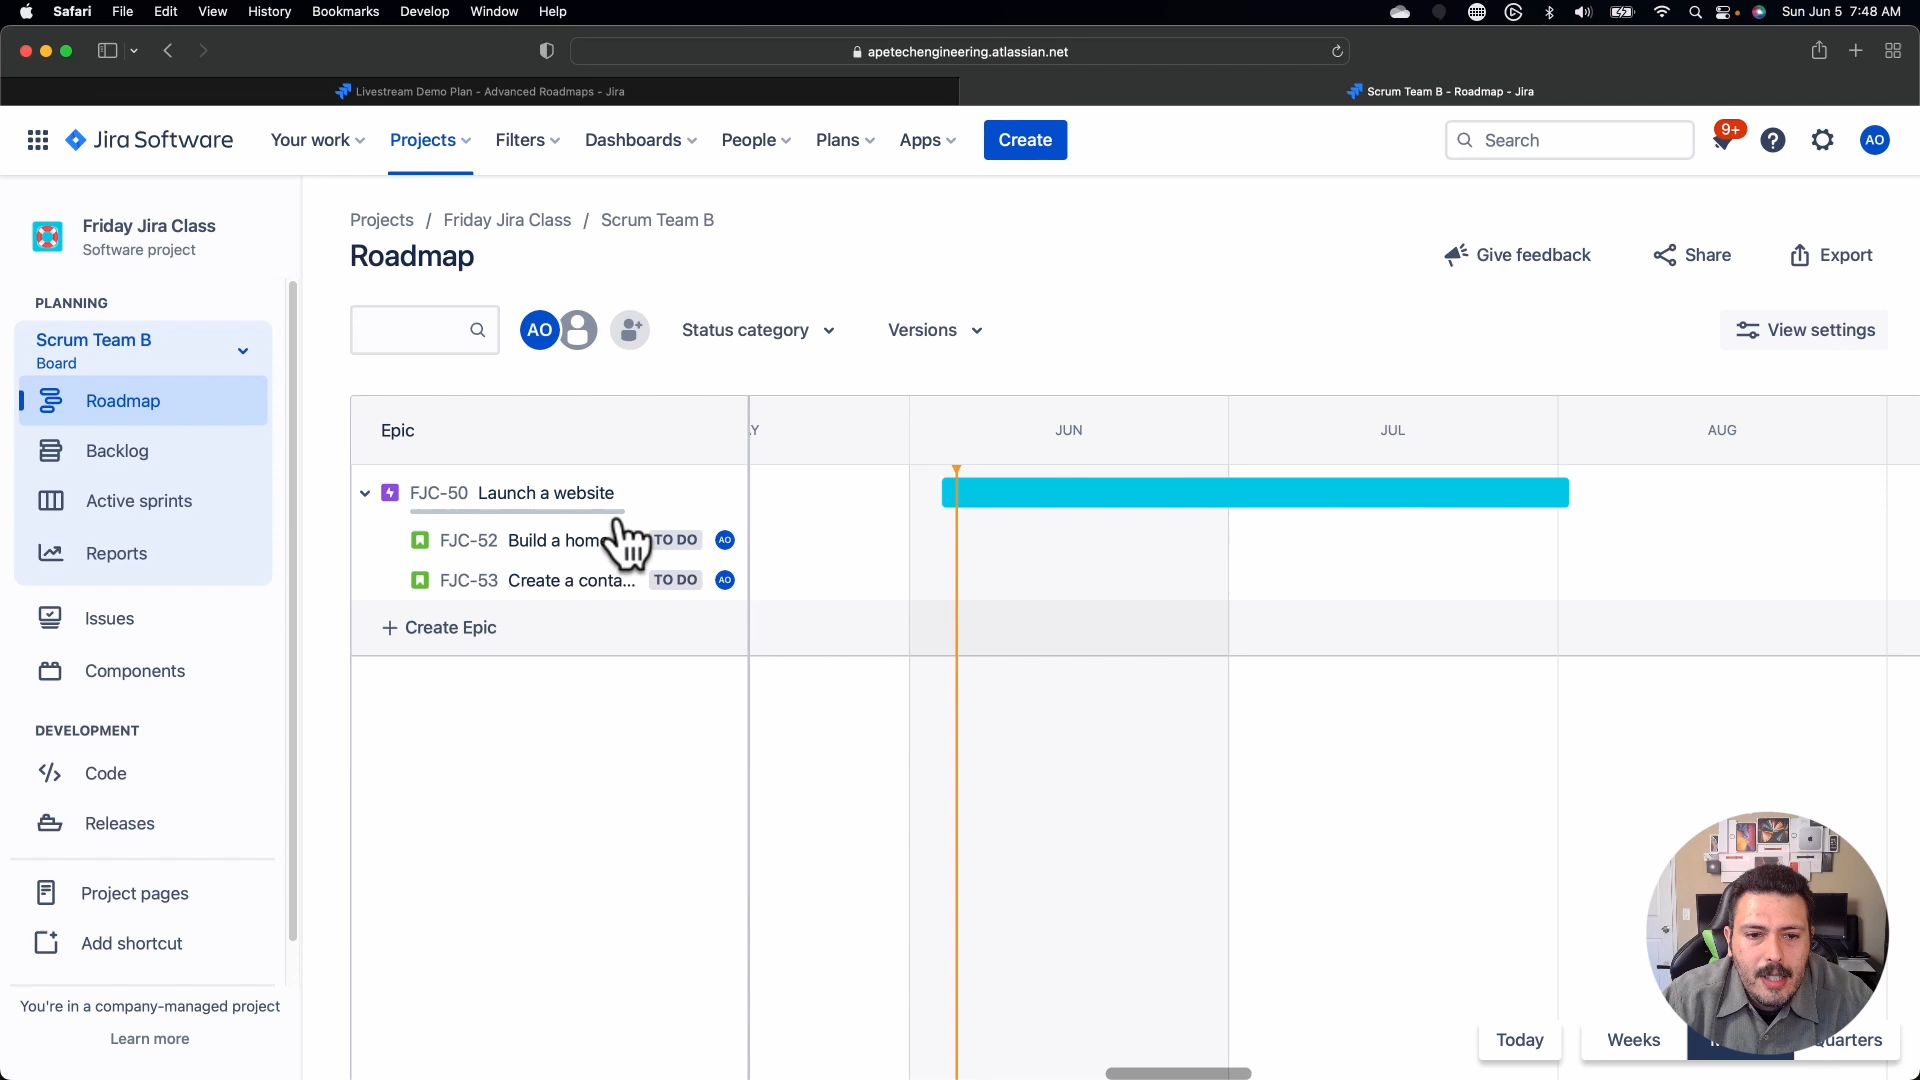 Safari File Edit View History Bookmarks Develop Window Help
Sun Jun 5 7:48 AM
apetechengineering.atlassian.net
Livestream Demo Plan - Advanced Roadmaps - Jira
Scrum Team B - Roadmap - Jira
Jira Software
Your work Projects Filters Dashboards People Plans Apps Create
Search
9+
AO
Friday Jira Class
Software project
Projects / Friday Jira Class / Scrum Team B
Roadmap
Give feedback
Share
Export
AO
Status category
Versions
View settings
PLANNING
Scrum Team B
Board
Roadmap
Backlog
Active sprints
Reports
Issues
Components
DEVELOPMENT
Code
Releases
Project pages
Add shortcut
You're in a company-managed project
Learn more
Epic
JUN JUL AUG
FJC-50 Launch a website
FJC-52 Build a TO DO AO
FJC-53 Create a conta... TO DO AO
+ Create Epic
Today
Weeks